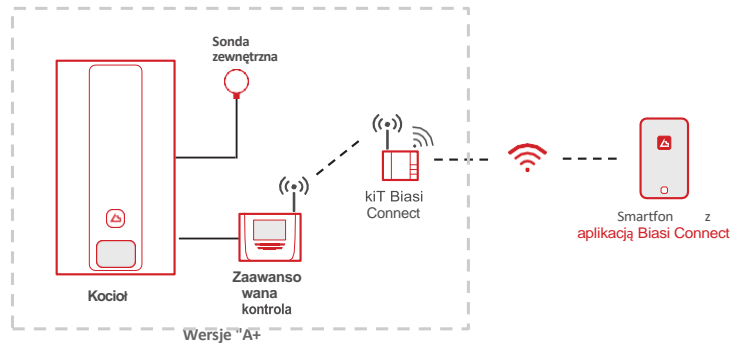 Sonda
zewnętrzna
kiT Biasi
Connect
Smartfon z
aplikacją Biasi Connect
Zaawanso
wana
kontrola
Kocioł
Wersje "A+